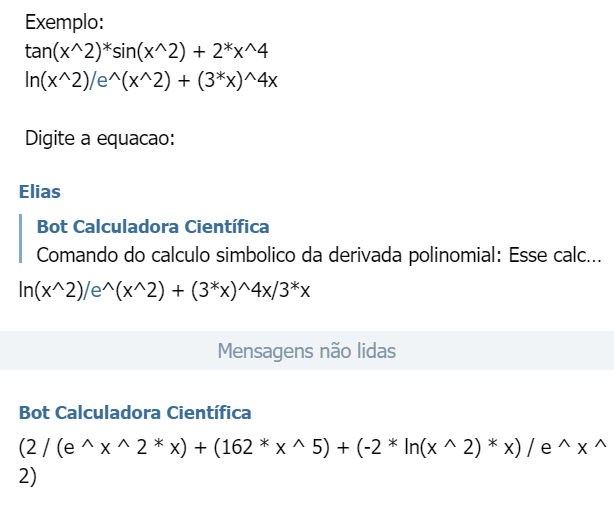 Exemplo:
tan(x^2)*sin(x^2) + 2*x^4
ln(x^2)/e^(x^2) + (3*x)^4x
Digite a equacao:
Elias
Bot Calculadora Científica
Comando do calculo simbolico da derivada polinomial: Esse calc...
ln(x^2)/e^(x^2) + (3*x)^4x/3*x
Mensagens não lidas
Bot Calculadora Científica
(2 / (e ^ x ^ 2 * x) + (162 * x ^ 5) + (-2 * ln(x ^ 2) * x) / e ^ x ^
2)